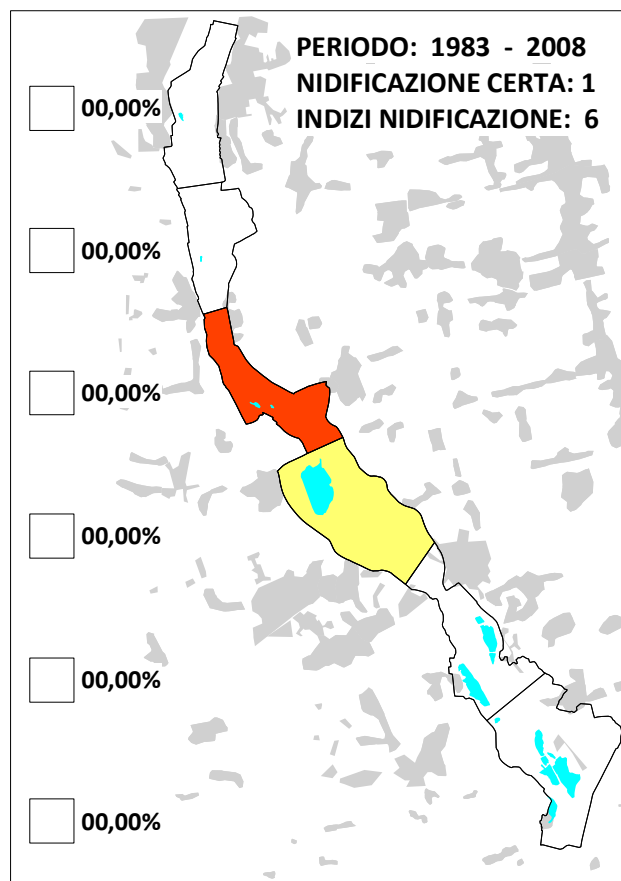 PERIODO: 1983 - 2008
NIDIFICAZIONE CERTA: 1
INDIZI NIDIFICAZIONE: 6
00,00%
00,00%
00,00%
00,00%
00,00%
00,00%